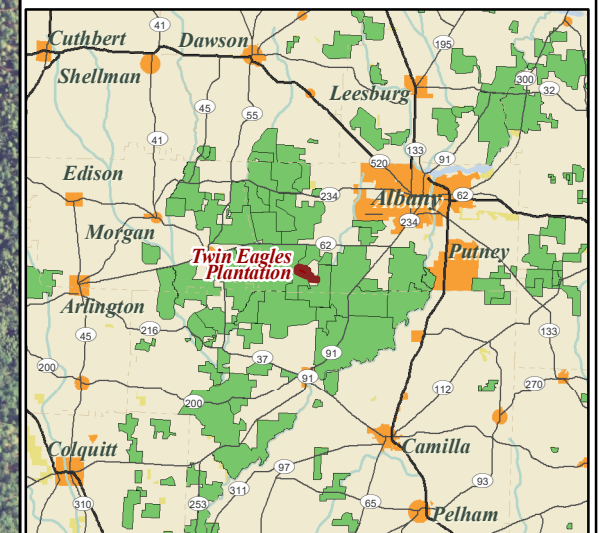 41
Cuthbert
Dawson
195
Shellman
300
Leesburg
32
45
55
41
133
91
520
Edison
234
Albany
62
234
Morgan
62
Putney
Twin Eagles
Plantation
Arlington
216
45
133
91
37
200
91
270
112
200
Colquitt
Camilla
97
93
311
310
253
65
Pelham